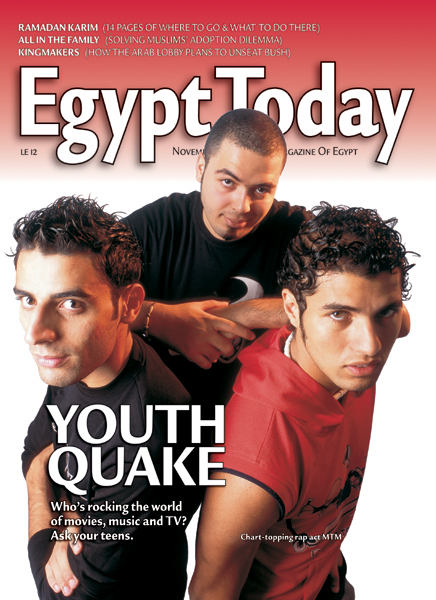 RAMADAN KARIM (14 PAGES OF WHERE TO GO & WHAT TO DO THERE)
ALL IN THE FAMILY (SOLVING MUSLIMS' ADOPTION DILEMMA)
KINGMAKERS (HOW THE ARAB LOBBY PLANS TO UNSEAT BUSH)
Egypt Today
LE 12 OF EGYPT
YOUTH
QUAKE
Who's rocking the world
of movies, music and TV?
Ask your teens.
Chart-topping rap act MTM